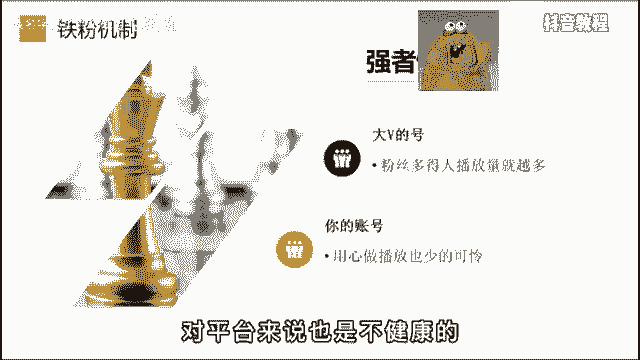 铁粉机制
抖音教程
强者
大V的号
• 粉丝多得人播放量就越多
你的账号
• 用心做播放也少的可怜
对平台来说也是不健康的